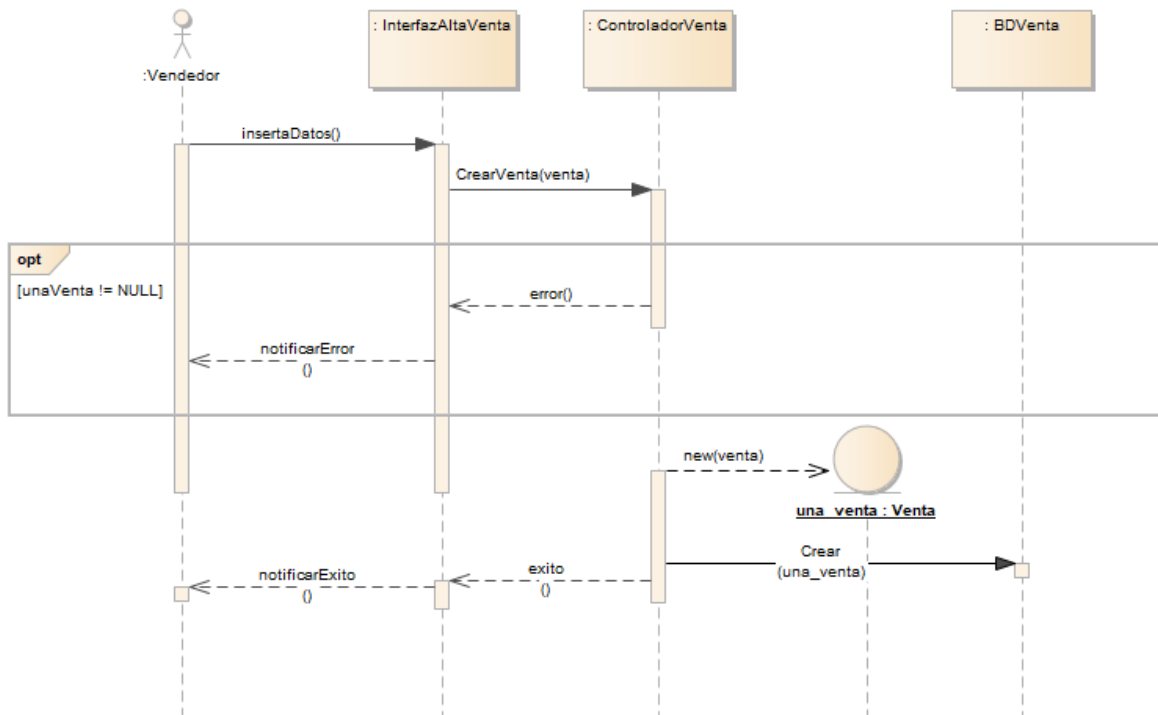 : InterfazAltaVenta
: ControladorVenta
: BDVenta
:Vendedor
insertaDatos()
CrearVenta(venta)
opt
[unaVenta != NULL]
error()
notificarError
()
new(venta)
una_venta : Venta
Crear
(una_venta)
exito
()
notificarExito
()